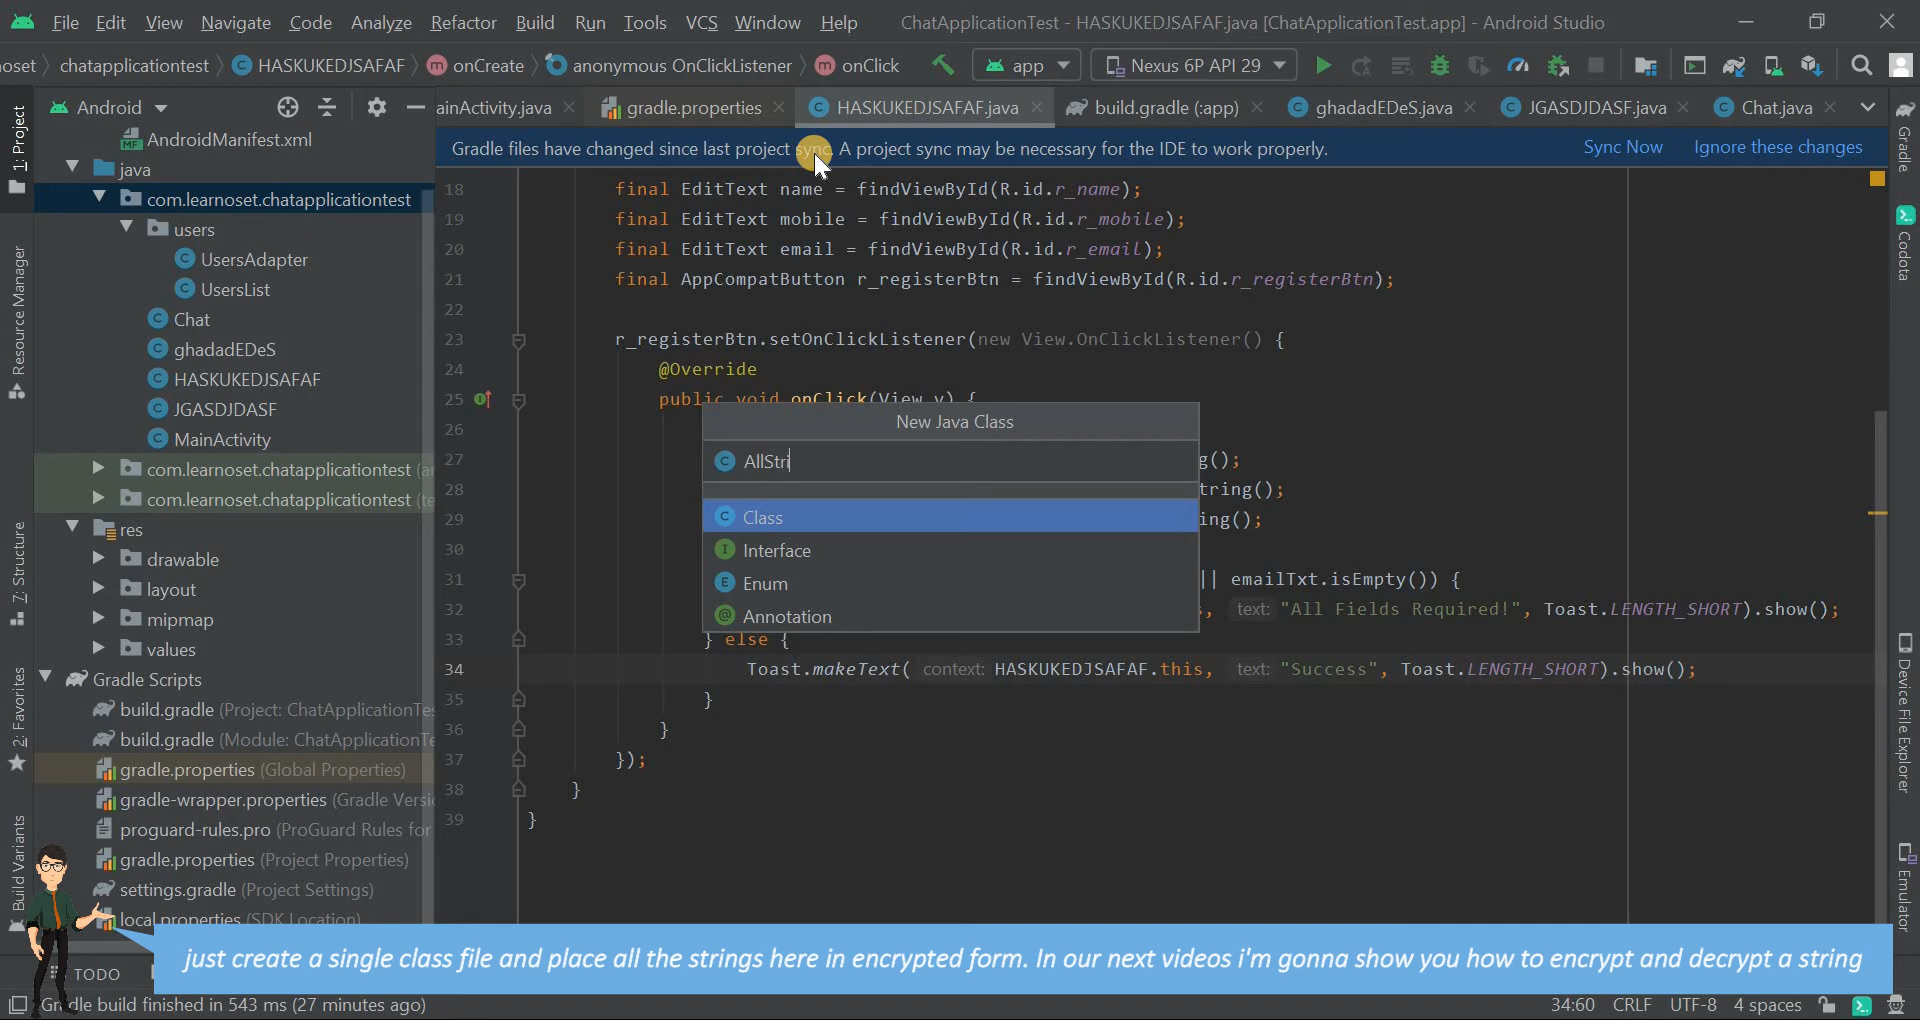 File Edit View Navigate Code Analyze Refactor Build Run Tools VCS Window Help ChatApplicationTest - HASKUKEDJSAFAF.java [ChatApplicationTest.app] - Android Studio
oset chatapplicationtest HASKUKEDJSAFAF onCreate anonymous OnClickListener onClick app Nexus 6P API 29
Android
ainActivity.java gradle.properties HASKUKEDJSAFAF.java build.gradle (:app) ghadadEDeS.java JGASDJDASF.java Chat.java
Gradle files have changed since last project sync. A project sync may be necessary for the IDE to work properly. Sync Now Ignore these changes
1: Project
Resource Manager
7: Structure
2: Favorites
Build Variants
AndroidManifest.xml
java
com.learnoset.chatapplicationtest
users
UsersAdapter
UsersList
Chat
ghadadEDeS
HASKUKEDJSAFAF
JGASDJDASF
MainActivity
com.learnoset.chatapplicationtest (a
com.learnoset.chatapplicationtest (te
res
drawable
layout
mipmap
values
Gradle Scripts
build.gradle (Project: ChatApplicationTe
build.gradle (Module: ChatApplicationTe
gradle.properties (Global Properties)
gradle-wrapper.properties (Gradle Versi
proguard-rules.pro (ProGuard Rules for
gradle.properties (Project Properties)
settings.gradle (Project Settings)
local.properties (SDK Location)
18 final EditText name = findViewById(R.id.r_name);
19 final EditText mobile = findViewById(R.id.r_mobile);
20 final EditText email = findViewById(R.id.r_email);
21 final AppCompatButton r_registerBtn = findViewById(R.id.r_registerBtn);
22
23 r_registerBtn.setOnClickListener(new View.OnClickListener() {
24 @Override
25 public void onClick(View v) {
26
27 g();
28 tring();
29 ing();
30
31 || emailTxt.isEmpty()) {
32 , text: "All Fields Required!", Toast.LENGTH_SHORT).show();
33 } else {
34 Toast.makeText( context: HASKUKEDJSAFAF.this, text: "Success", Toast.LENGTH_SHORT).show();
35 }
36 }
37 });
38 }
39 }
New Java Class
AllStri
Class
Interface
Enum
Annotation
Gradle
Codota
Device File Explorer
Emulator
just create a single class file and place all the strings here in encrypted form. In our next videos i'm gonna show you how to encrypt and decrypt a string
TODO
Gradle build finished in 543 ms (27 minutes ago) 34:60 CRLF UTF-8 4 spaces